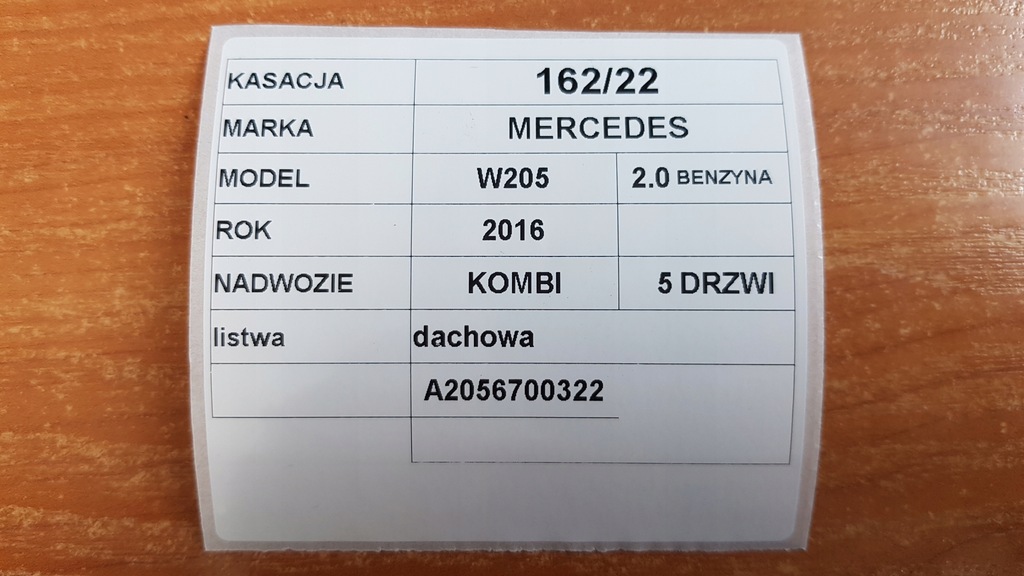 KASACJA 162/22
MARKA MERCEDES
MODEL W205 2.0 BENZYNA
ROK 2016
NADWOZIE KOMBI 5 DRZWI
listwa dachowa
A2056700322